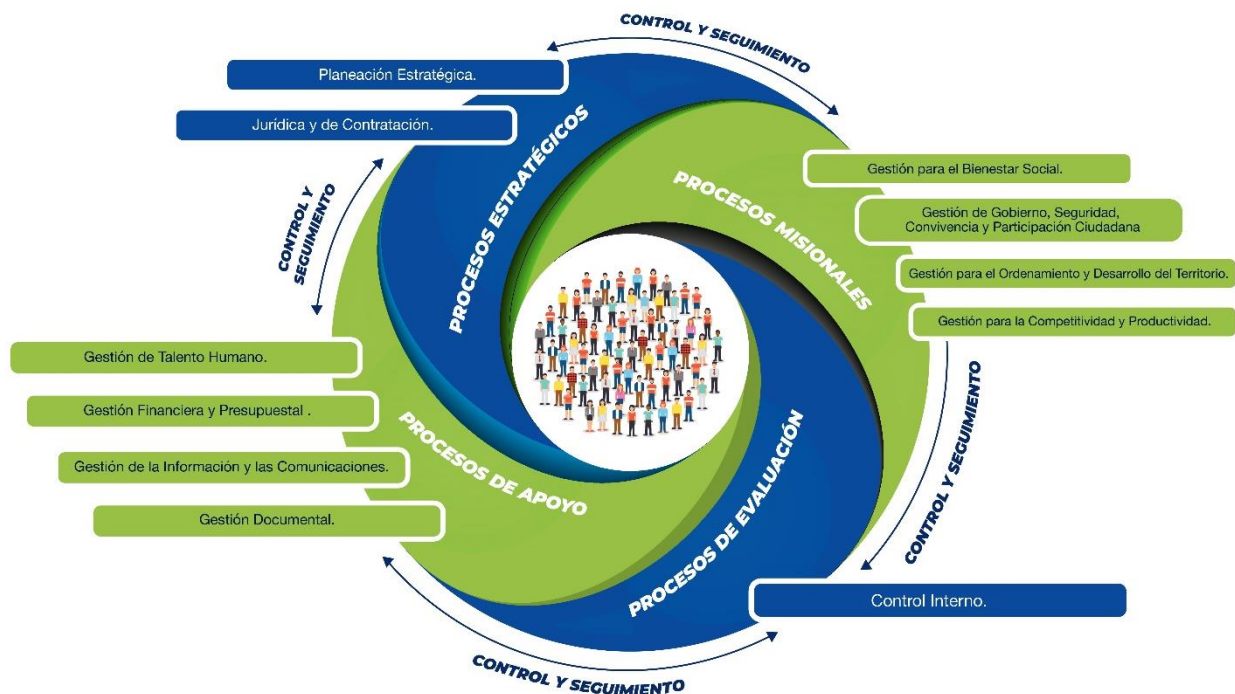 CONTROL Y SEGUIMIENTO
Planeación Estratégica.
Jurídica y de Contratación.
PROCESOS ESTRATÉGICOS
PROCESOS MISIONALES
Gestión para el Bienestar Social.
Gestión de Gobierno, Seguridad,
Convivencia y Participación Ciudadana
Gestión para el Ordenamiento y Desarrollo del Territorio.
Gestión para la Competitividad y Productividad.
CONTROL Y
SEGUIMIENTO
Gestión de Talento Humano.
Gestión Financiera y Presupuestal .
Gestión de la Información y las Comunicaciones.
Gestión Documental.
PROCESOS DE APOYO
PROCESOS DE EVALUACIÓN
CONTROL Y SEGUIMIENTO
Control Interno.
CONTROL Y SEGUIMIENTO